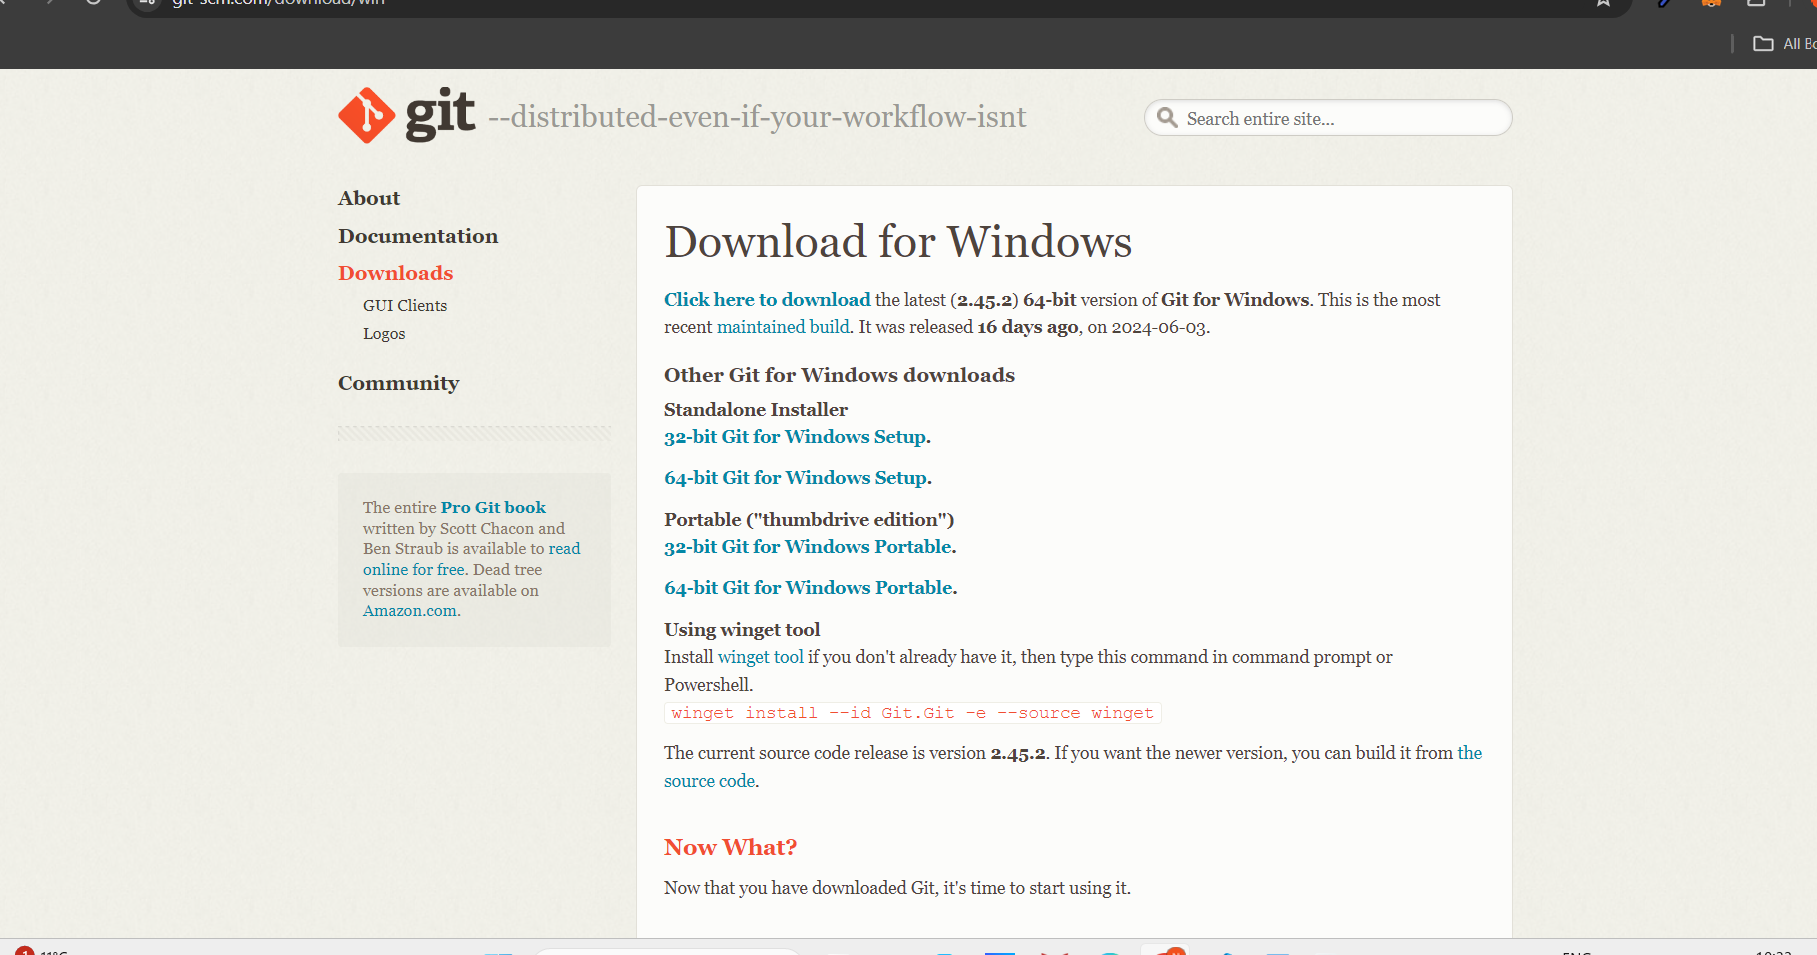 git-scm.com/download/win
git --distributed-even-if-your-workflow-isnt
Search entire site...
About
Documentation
Downloads
GUI Clients
Logos
Community
The entire Pro Git book
written by Scott Chacon and
Ben Straub is available to read
online for free. Dead tree
versions are available on
Amazon.com.
Download for Windows
Click here to download the latest (2.45.2) 64-bit version of Git for Windows. This is the most
recent maintained build. It was released 16 days ago, on 2024-06-03.
Other Git for Windows downloads
Standalone Installer
32-bit Git for Windows Setup.
64-bit Git for Windows Setup.
Portable ("thumbdrive edition")
32-bit Git for Windows Portable.
64-bit Git for Windows Portable.
Using winget tool
Install winget tool if you don't already have it, then type this command in command prompt or
Powershell.
winget install --id Git.Git -e --source winget
The current source code release is version 2.45.2. If you want the newer version, you can build it from the
source code.
Now What?
Now that you have downloaded Git, it's time to start using it.
11°C